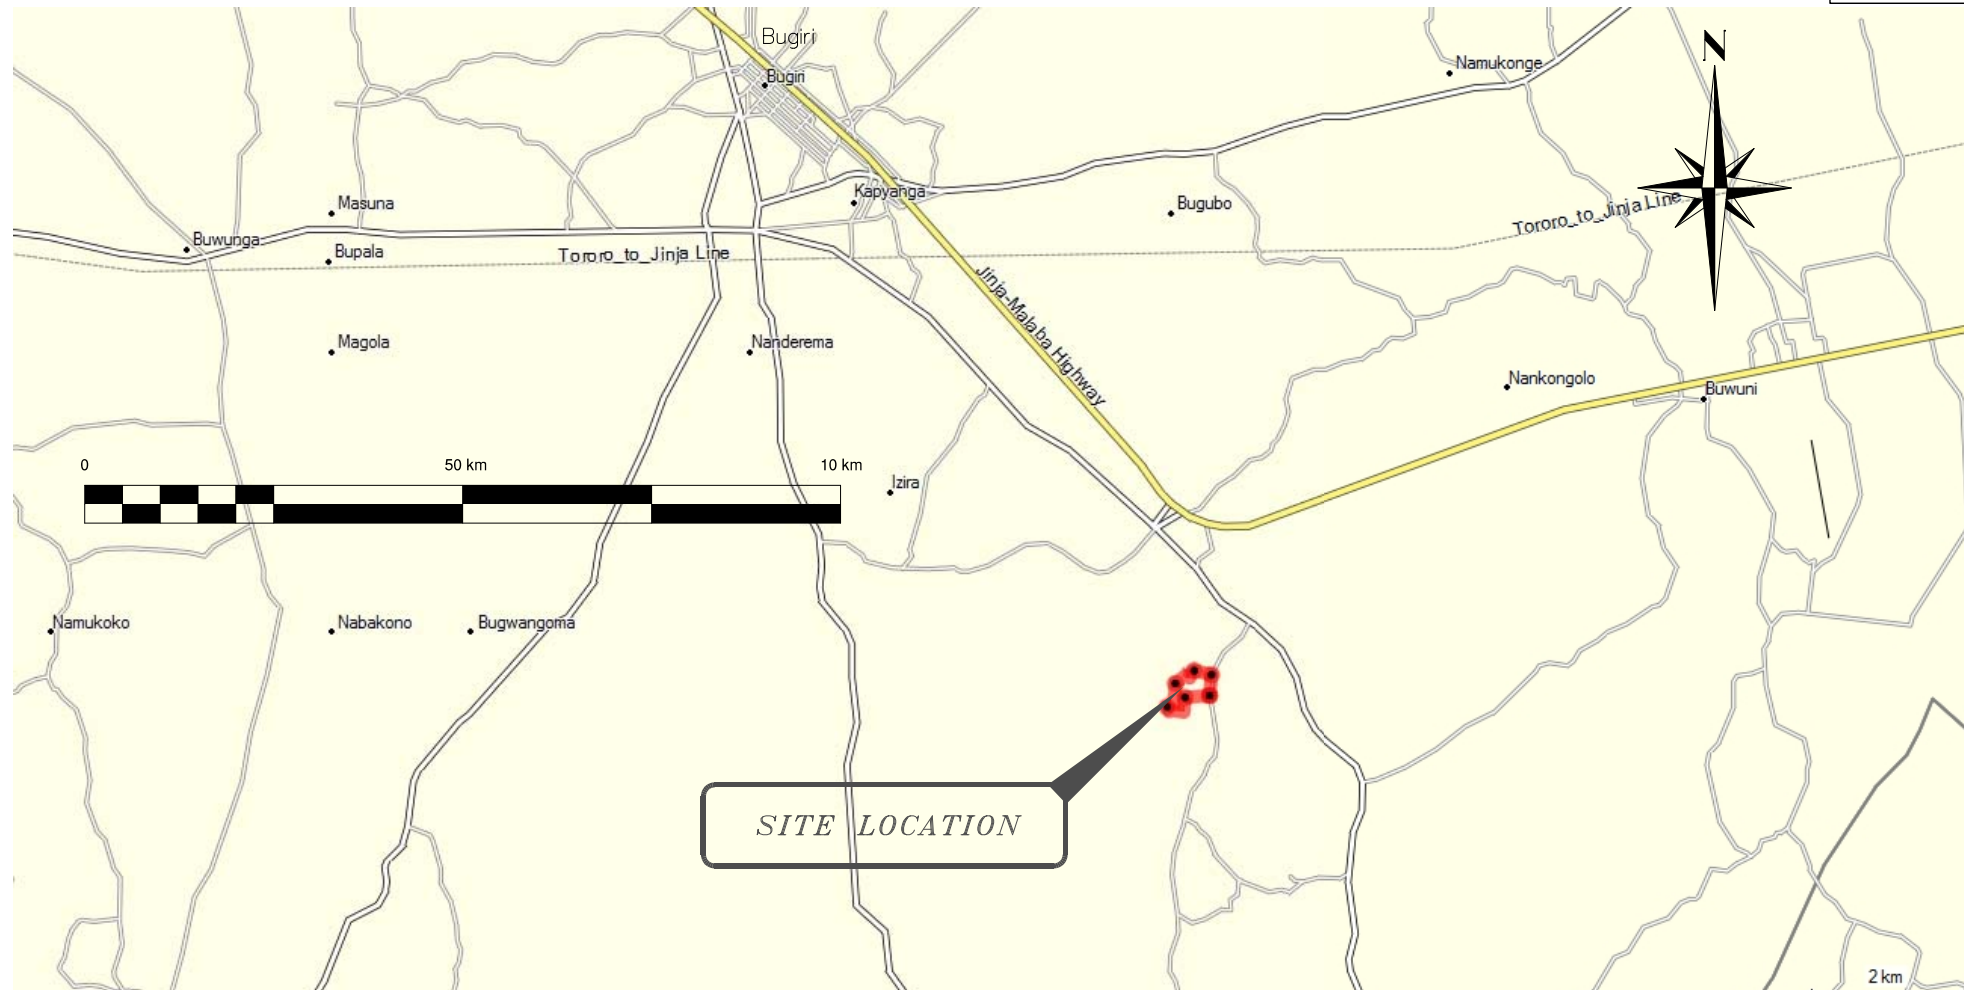 Bugiri
N
Namukonge
Bugiri
Kapyanga
Masuna
Bugubo
Tororo_to_Jinja Line
Buwunga
Bupala
Tororo_to_Jinja Line
Jinja-Malaba Highway
Magola
Nanderema
Nankongolo
Buwuni
0
50 km
10 km
Izira
Namukoko
Nabakono
Bugwangoma
SITE LOCATION
2 km